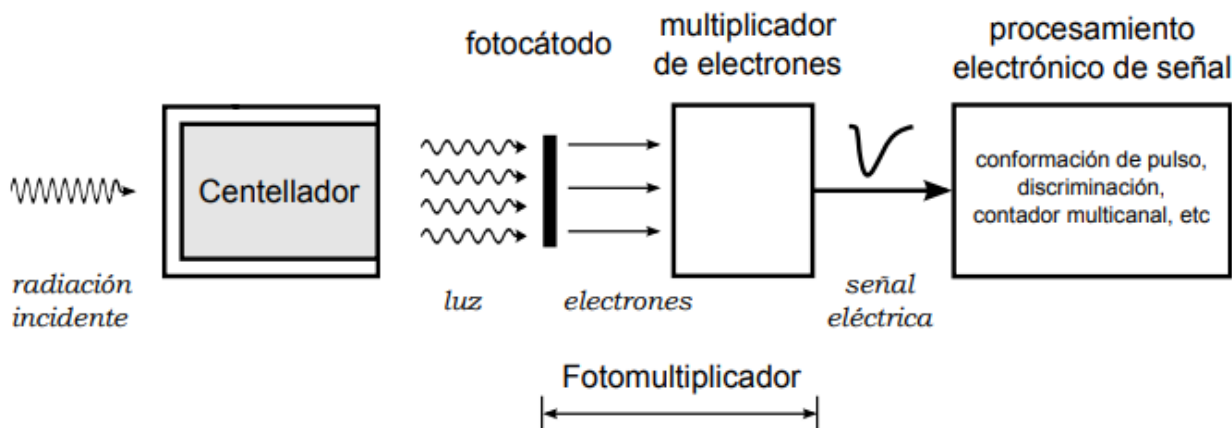 fotocátodo
multiplicador
de electrones
procesamiento
electrónico de señal
Centellador
conformación de pulso,
discriminación,
contador multicanal, etc
radiación
incidente
luz
electrones
señal
eléctrica
Fotomultiplicador